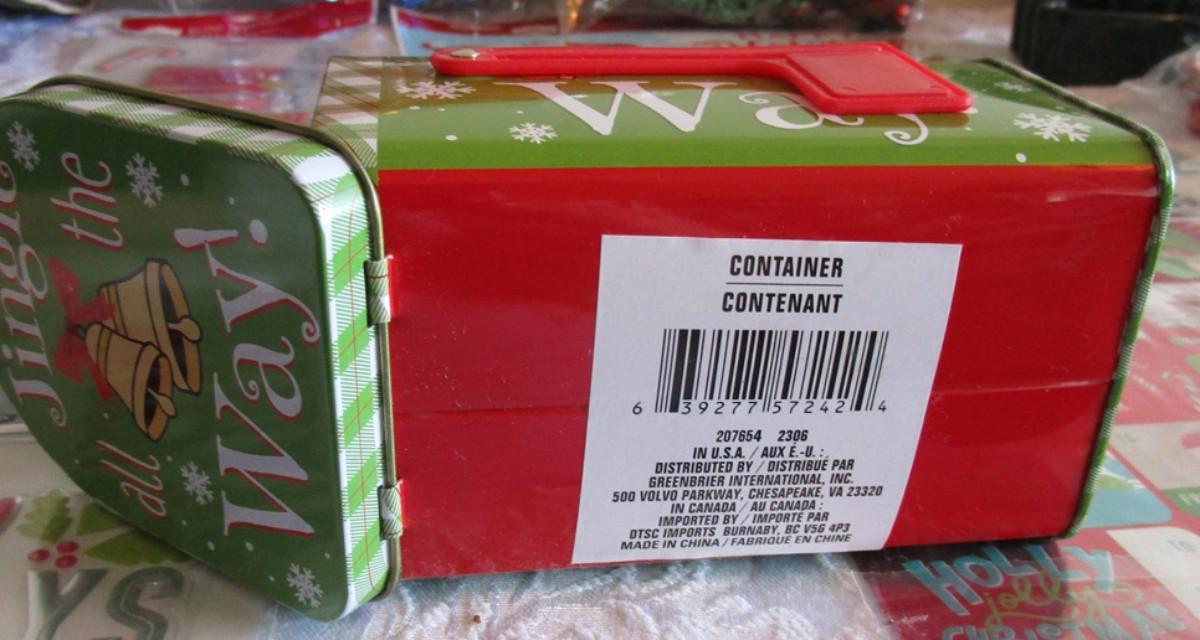 Jingle
all the
Way!
Way
CONTAINER
CONTENANT
6 39277 57242 4
207654 2306
IN U.S.A. / AUX É.-U. :
DISTRIBUTED BY / DISTRIBUÉ PAR
GREENBRIER INTERNATIONAL, INC.
500 VOLVO PARKWAY, CHESAPEAKE, VA 23320
IN CANADA / AU CANADA :
IMPORTED BY / IMPORTÉ PAR
DTSC IMPORTS BURNABY, BC V5G 4P3
MADE IN CHINA / FABRIQUÉ EN CHINE
YS
HOLLY
jolly
CHRISTMAS